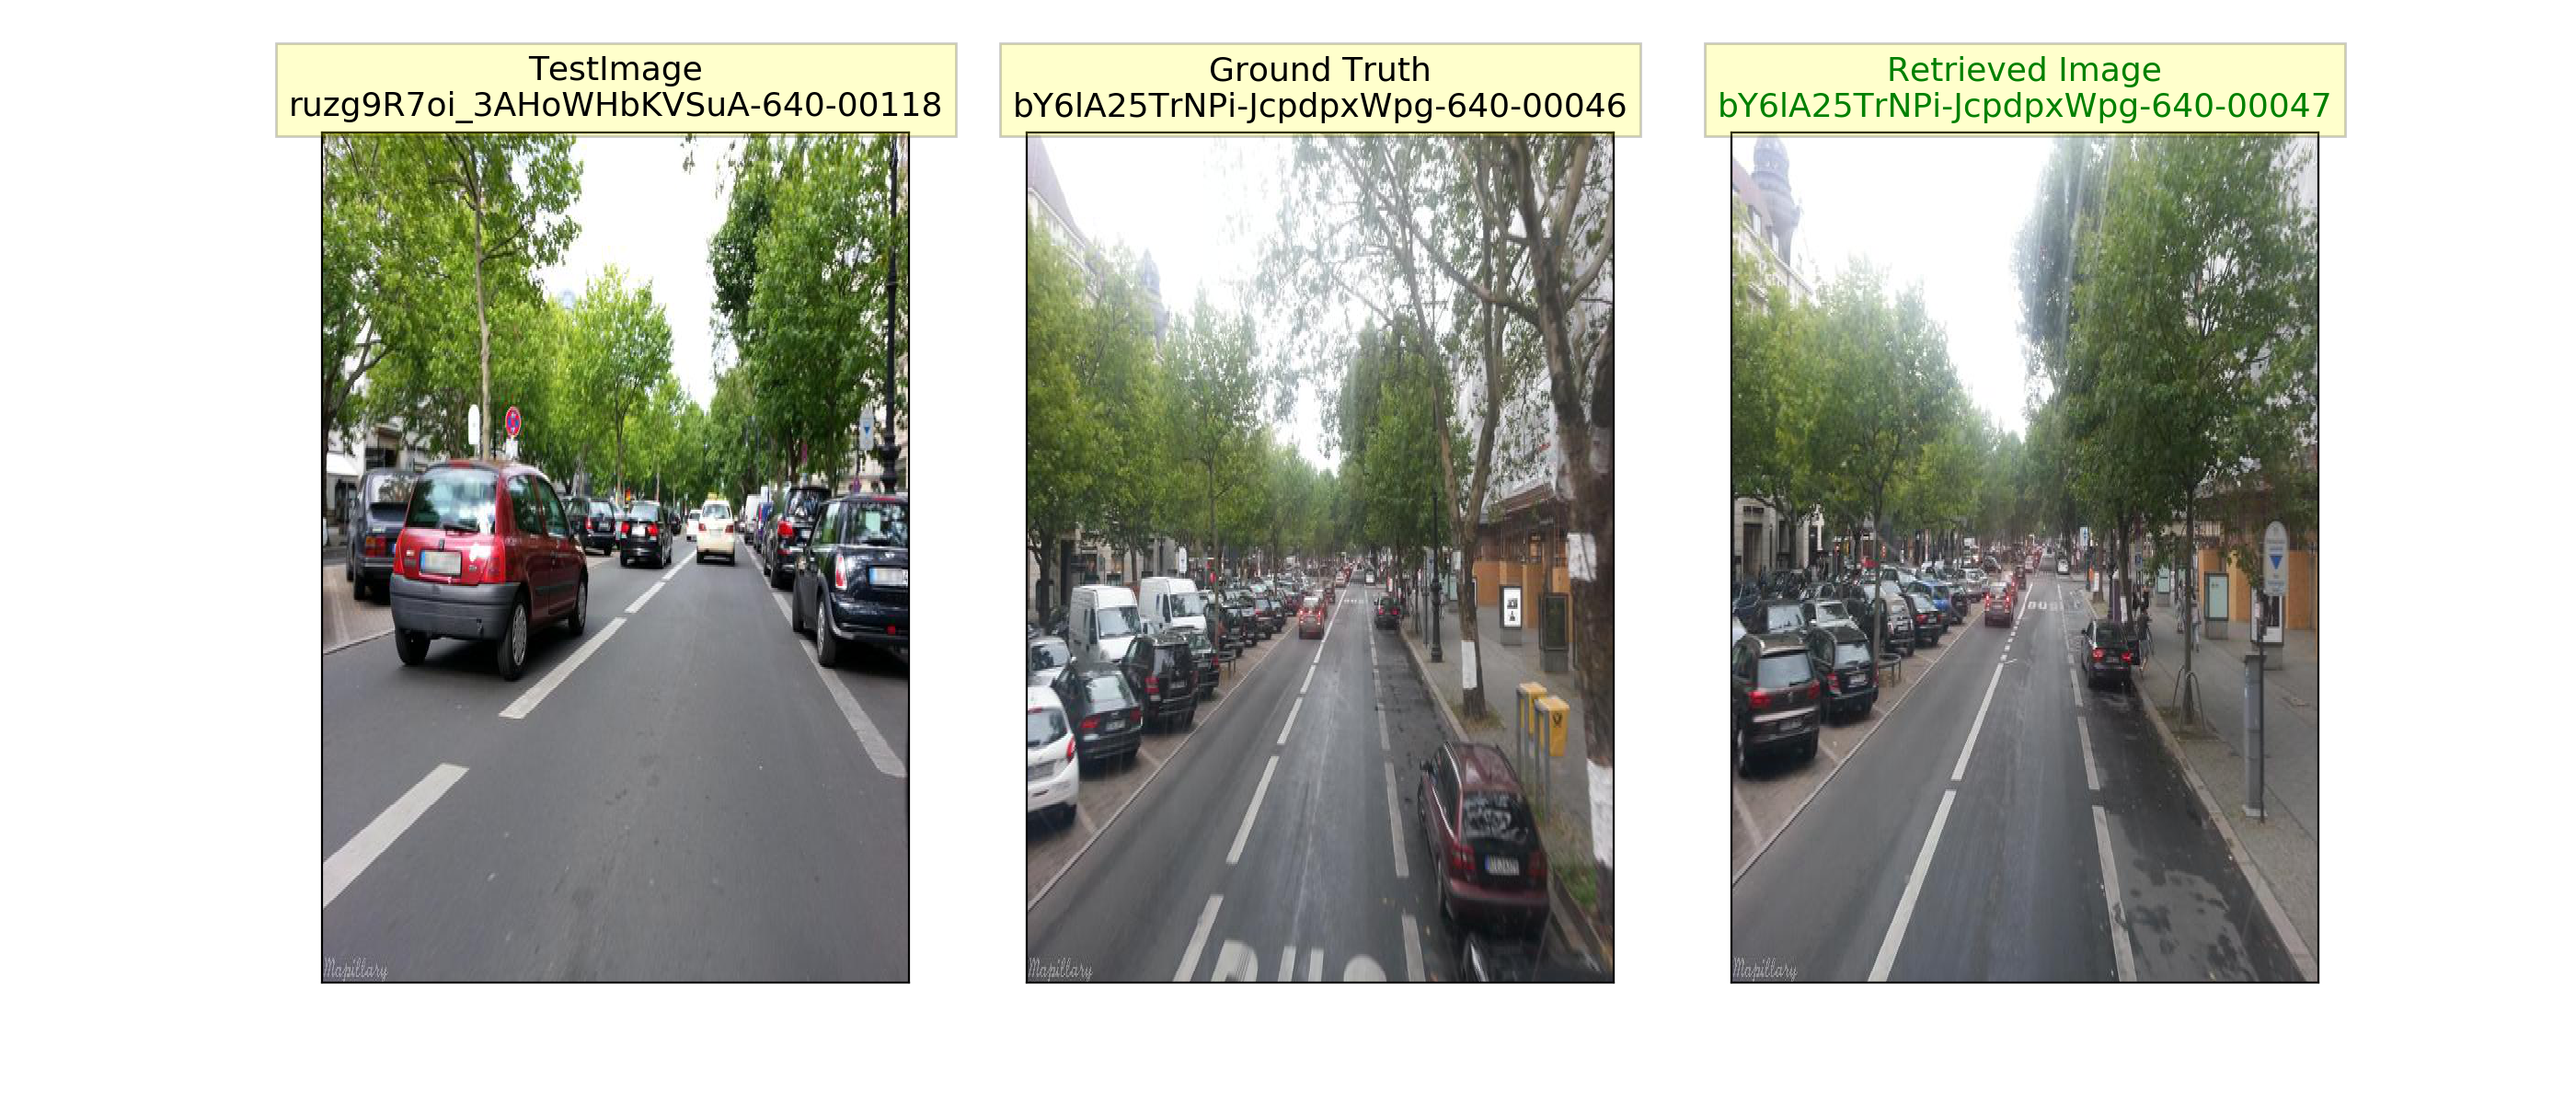 TestImage
ruzg9R7oi_3AHoWHbKVSuA-640-00118
Ground Truth
bY6lA25TrNPi-JcpdpxWpg-640-00046
Retrieved Image
bY6lA25TrNPi-JcpdpxWpg-640-00047
Mapillary
Mapillary
Mapillary
BUS